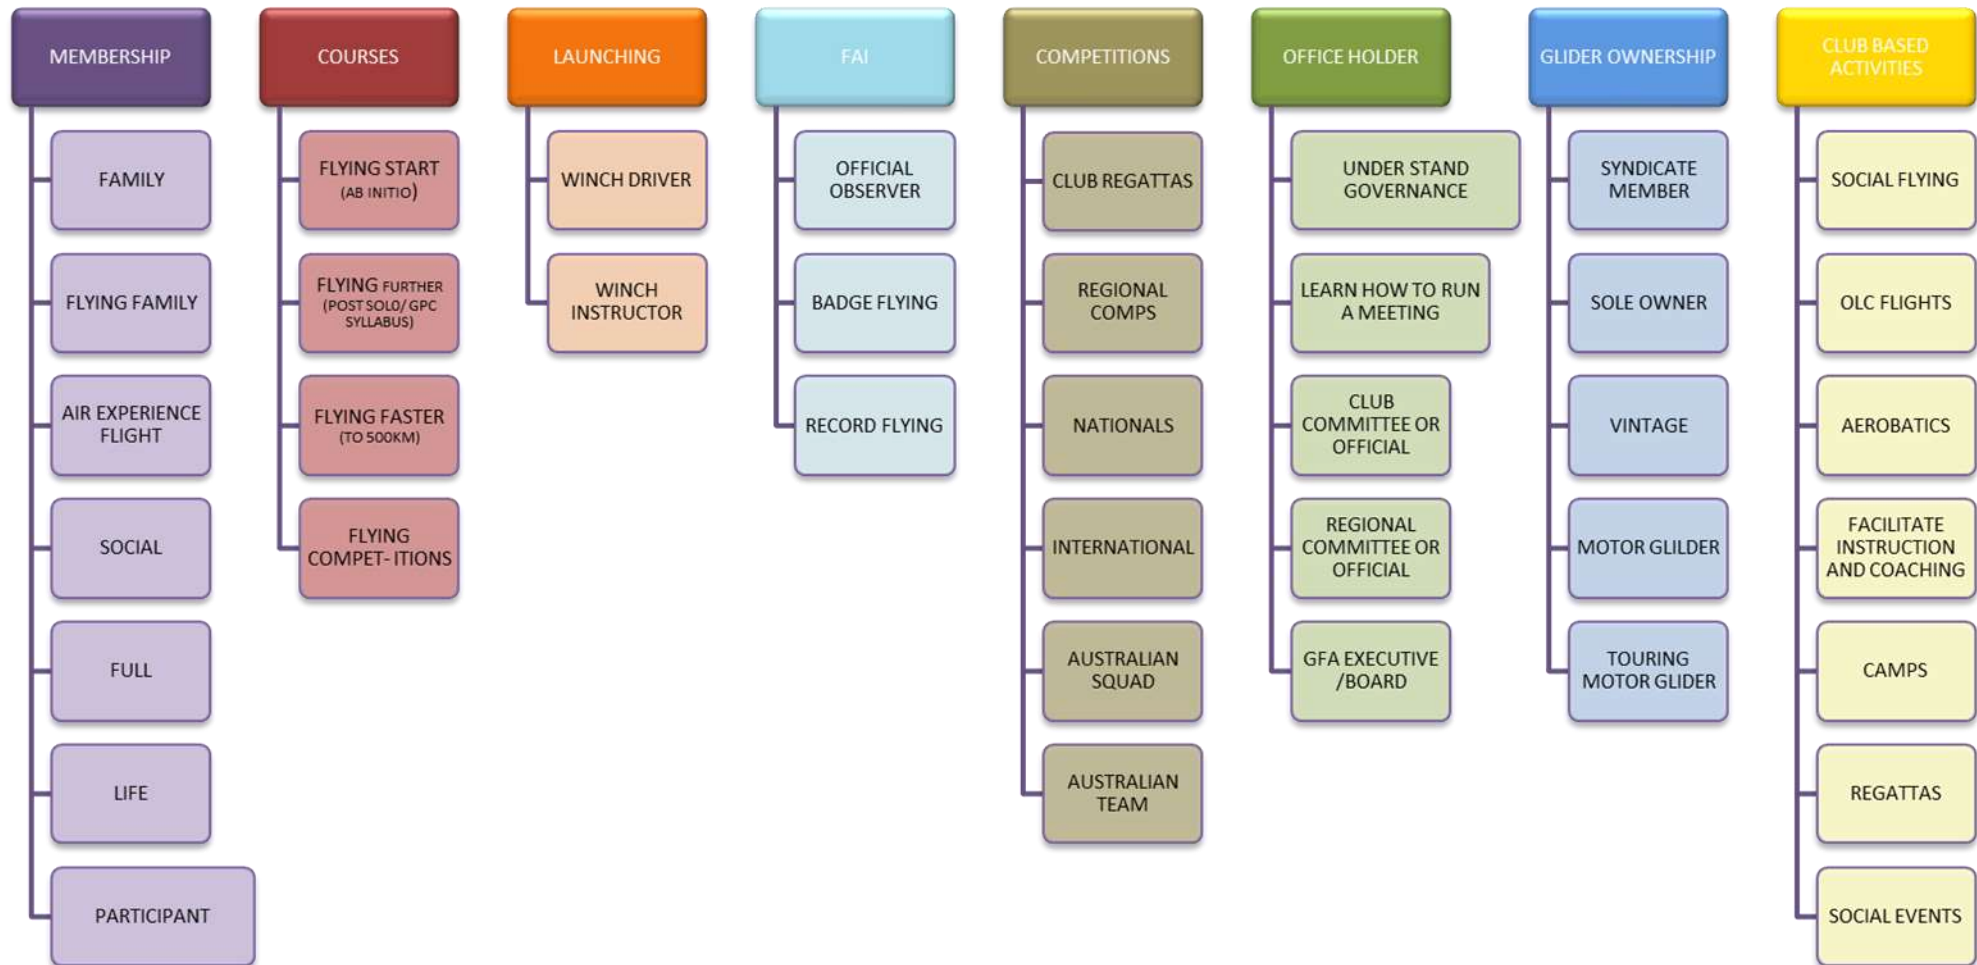 MEMBERSHIP
FAMILY
FLYING FAMILY
AIR EXPERIENCE
FLIGHT
SOCIAL
FULL
LIFE
PARTICIPANT
COURSES
FLYING START
(AB INITIO)
FLYING FURTHER
(POST SOLO/ GPC
SYLLABUS)
FLYING FASTER
(TO 500KM)
FLYING
COMPET- ITIONS
LAUNCHING
WINCH DRIVER
WINCH
INSTRUCTOR
FAI
OFFICIAL
OBSERVER
BADGE FLYING
RECORD FLYING
COMPETITIONS
CLUB REGATTAS
REGIONAL
COMPS
NATIONALS
INTERNATIONAL
AUSTRALIAN
SQUAD
AUSTRALIAN
TEAM
OFFICE HOLDER
UNDER STAND
GOVERNANCE
LEARN HOW TO RUN
A MEETING
CLUB
COMMITTEE OR
OFFICIAL
REGIONAL
COMMITTEE OR
OFFICIAL
GFA EXECUTIVE
/BOARD
GLIDER OWNERSHIP
SYNDICATE
MEMBER
SOLE OWNER
VINTAGE
MOTOR GLILDER
TOURING
MOTOR GLIDER
CLUB BASED
ACTIVITIES
SOCIAL FLYING
OLC FLIGHTS
AEROBATICS
FACILITATE
INSTRUCTION
AND COACHING
CAMPS
REGATTAS
SOCIAL EVENTS